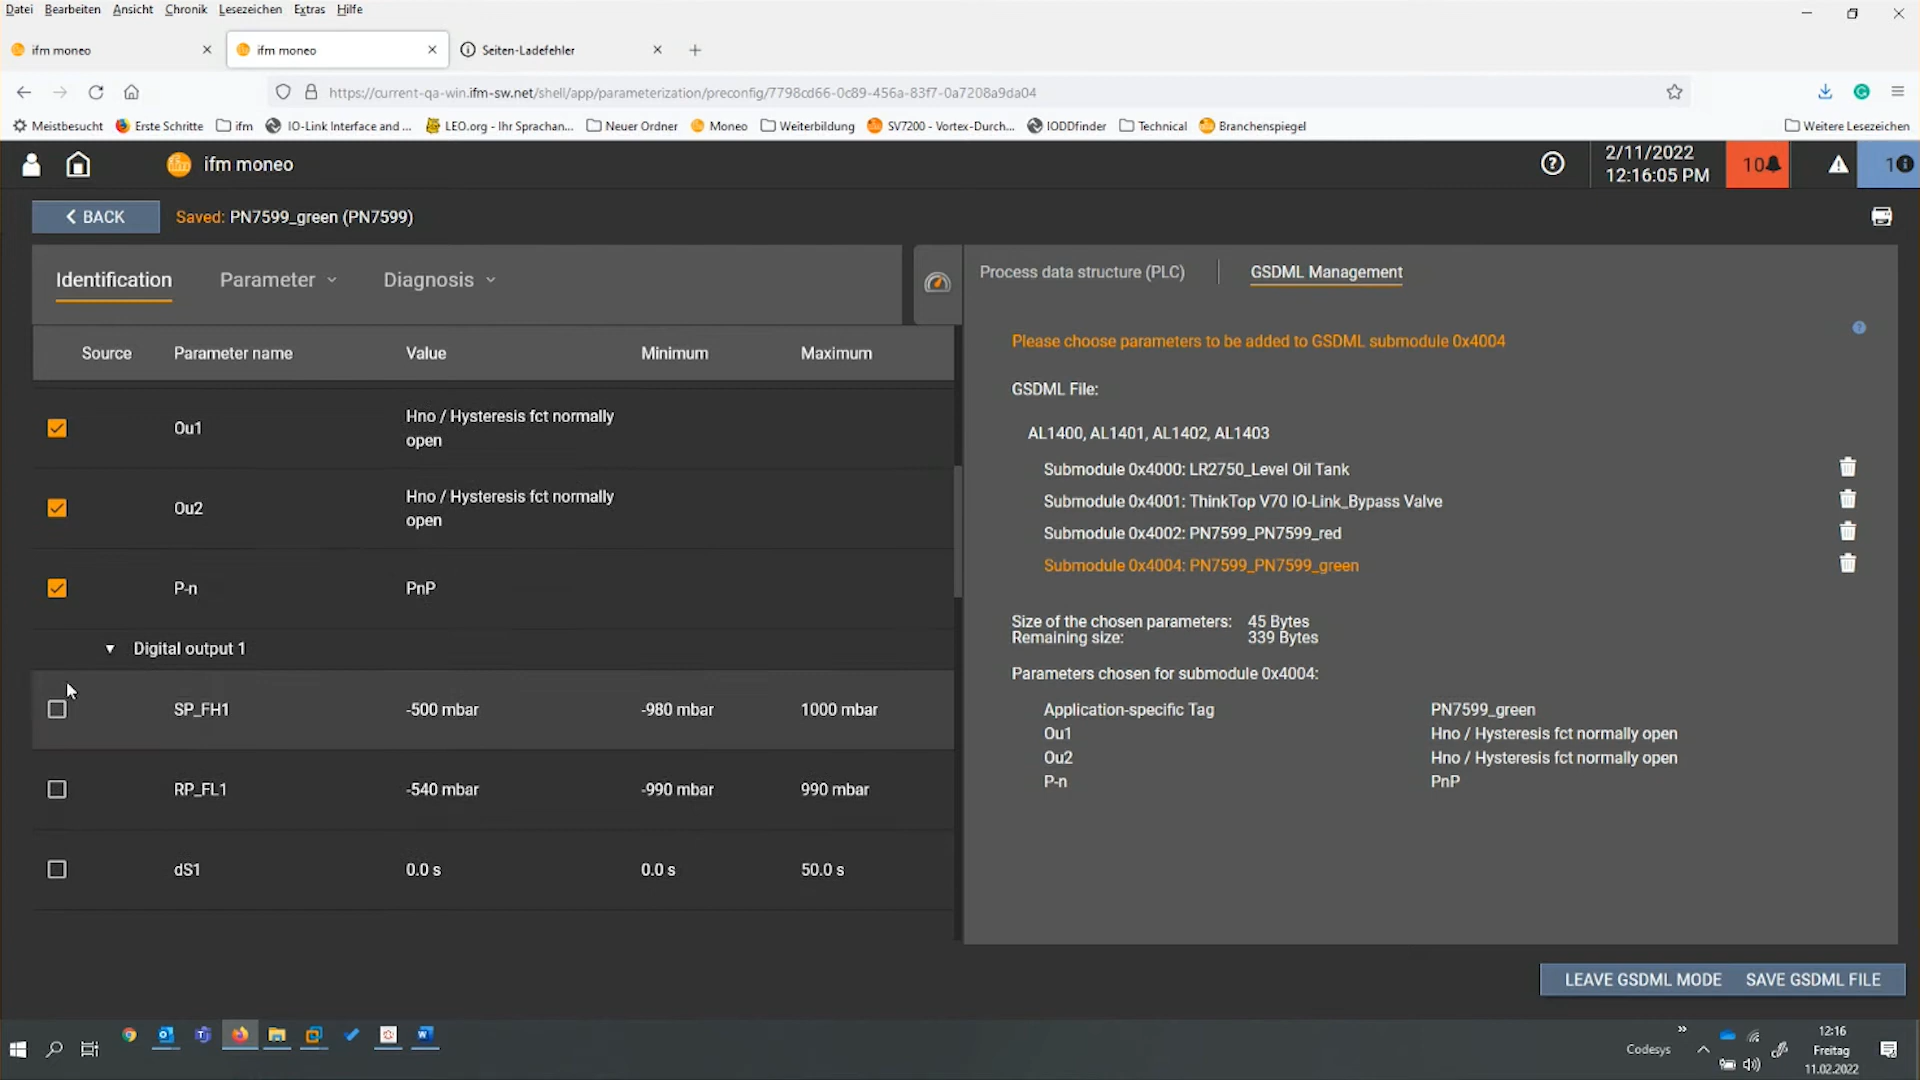 Datei Bearbeiten Ansicht Chronik Lesezeichen Extras Hilfe
ifm moneo
ifm moneo
Seiten-Ladefehler
https://current-qa-win.ifm-sw.net/shell/app/parameterization/preconfig/7798cd66-0c89-456a-83f7-0a7208a9da04
Meistbesucht Erste Schritte ifm IO-Link Interface and ... LEO.org - Ihr Sprachan... Neuer Ordner Moneo Weiterbildung SV7200 - Vortex-Durch... IODDfinder Technical Branchenspiegel Weitere Lesezeichen
ifm moneo
2/11/2022
12:16:05 PM
10
1
BACK
Saved: PN7599_green (PN7599)
Identification Parameter Diagnosis
Process data structure (PLC) GSDML Management
Source Parameter name Value Minimum Maximum
Ou1 Hno / Hysteresis fct normally
open
Ou2 Hno / Hysteresis fct normally
open
P-n PnP
Digital output 1
SP_FH1 -500 mbar -980 mbar 1000 mbar
RP_FL1 -540 mbar -990 mbar 990 mbar
dS1 0.0 s 0.0 s 50.0 s
Please choose parameters to be added to GSDML submodule 0x4004
GSDML File:
AL1400, AL1401, AL1402, AL1403
Submodule 0x4000: LR2750_Level Oil Tank
Submodule 0x4001: ThinkTop V70 IO-Link_Bypass Valve
Submodule 0x4002: PN7599_PN7599_red
Submodule 0x4004: PN7599_PN7599_green
Size of the chosen parameters: 45 Bytes
Remaining size: 339 Bytes
Parameters chosen for submodule 0x4004:
Application-specific Tag PN7599_green
Ou1 Hno / Hysteresis fct normally open
Ou2 Hno / Hysteresis fct normally open
P-n PnP
LEAVE GSDML MODE SAVE GSDML FILE
Codesys
12:16
Freitag
11.02.2022